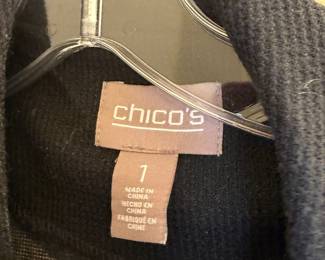 chico's
1
MADE IN
CHINA
HECHO EN
CHINA
FABRIQUÉ EN
CHINE